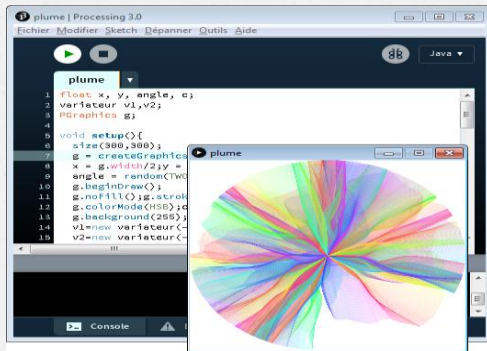 plume | Processing 3.0
Fichier Modifier Sketch Dépanner Outils Aide
Java ▼
plume ▼
1 float x, y, angle, c;
2 variateur v1,v2;
3 PGraphics g;
4
5 void setup(){
6 size(300,300);
7 g = createGraphics
8 x = g.width/2;y =
9 angle = random(TWO
10 g.beginDraw();
11 g.noFill();g.strok
12 g.colorMode(HSB);c
13 g.background(255);
14 v1=new variateur(-
15 v2=new variateur(-
plume
Console